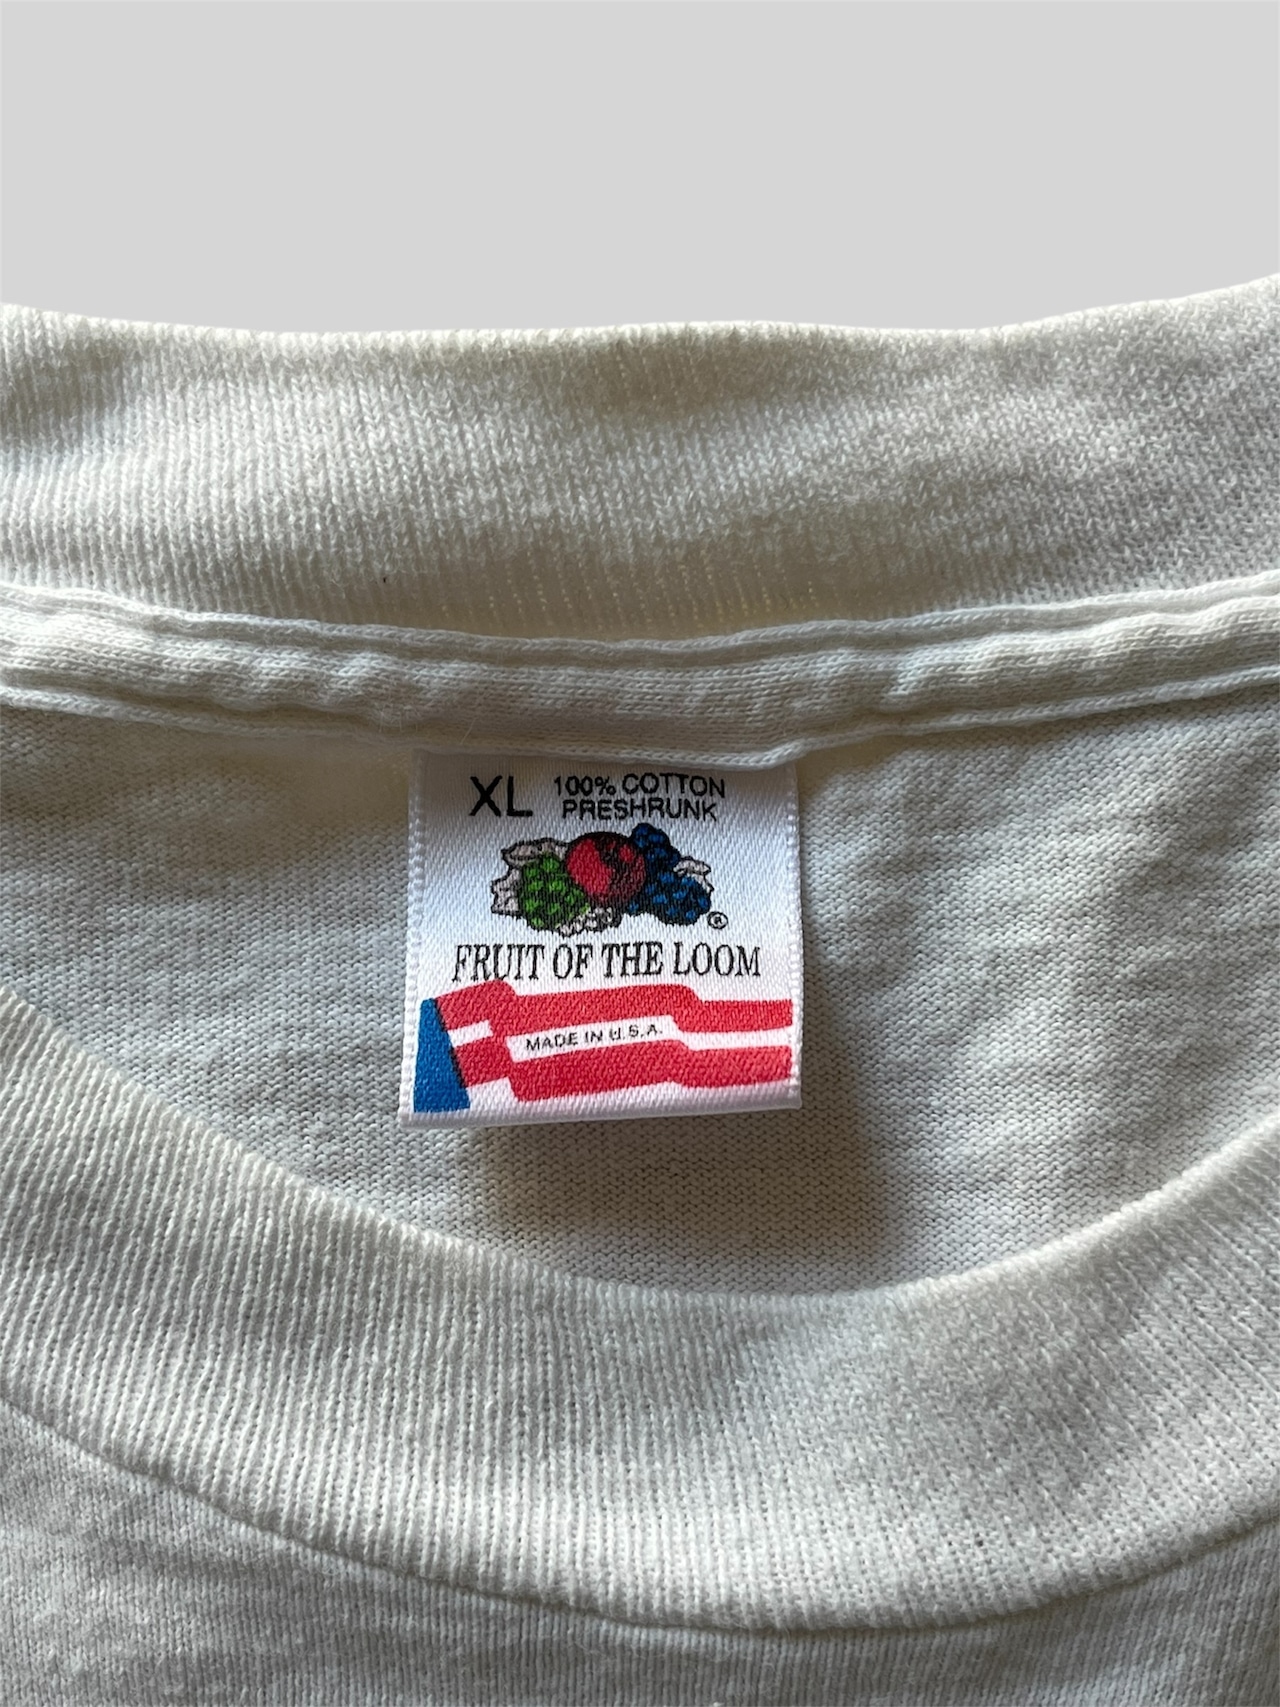 XL 100% COTTON
PRESHRUNK
®
FRUIT OF THE LOOM
MADE IN U.S.A.